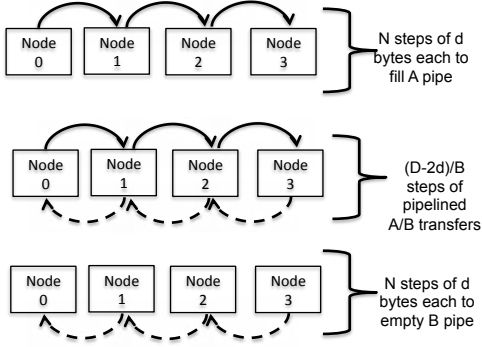 Node
0
Node
1
Node
2
Node
3
N steps of d
bytes each to
fill A pipe
Node
0
Node
1
Node
2
Node
3
(D-2d)/B
steps of
pipelined
A/B transfers
Node
0
Node
1
Node
2
Node
3
N steps of d
bytes each to
empty B pipe